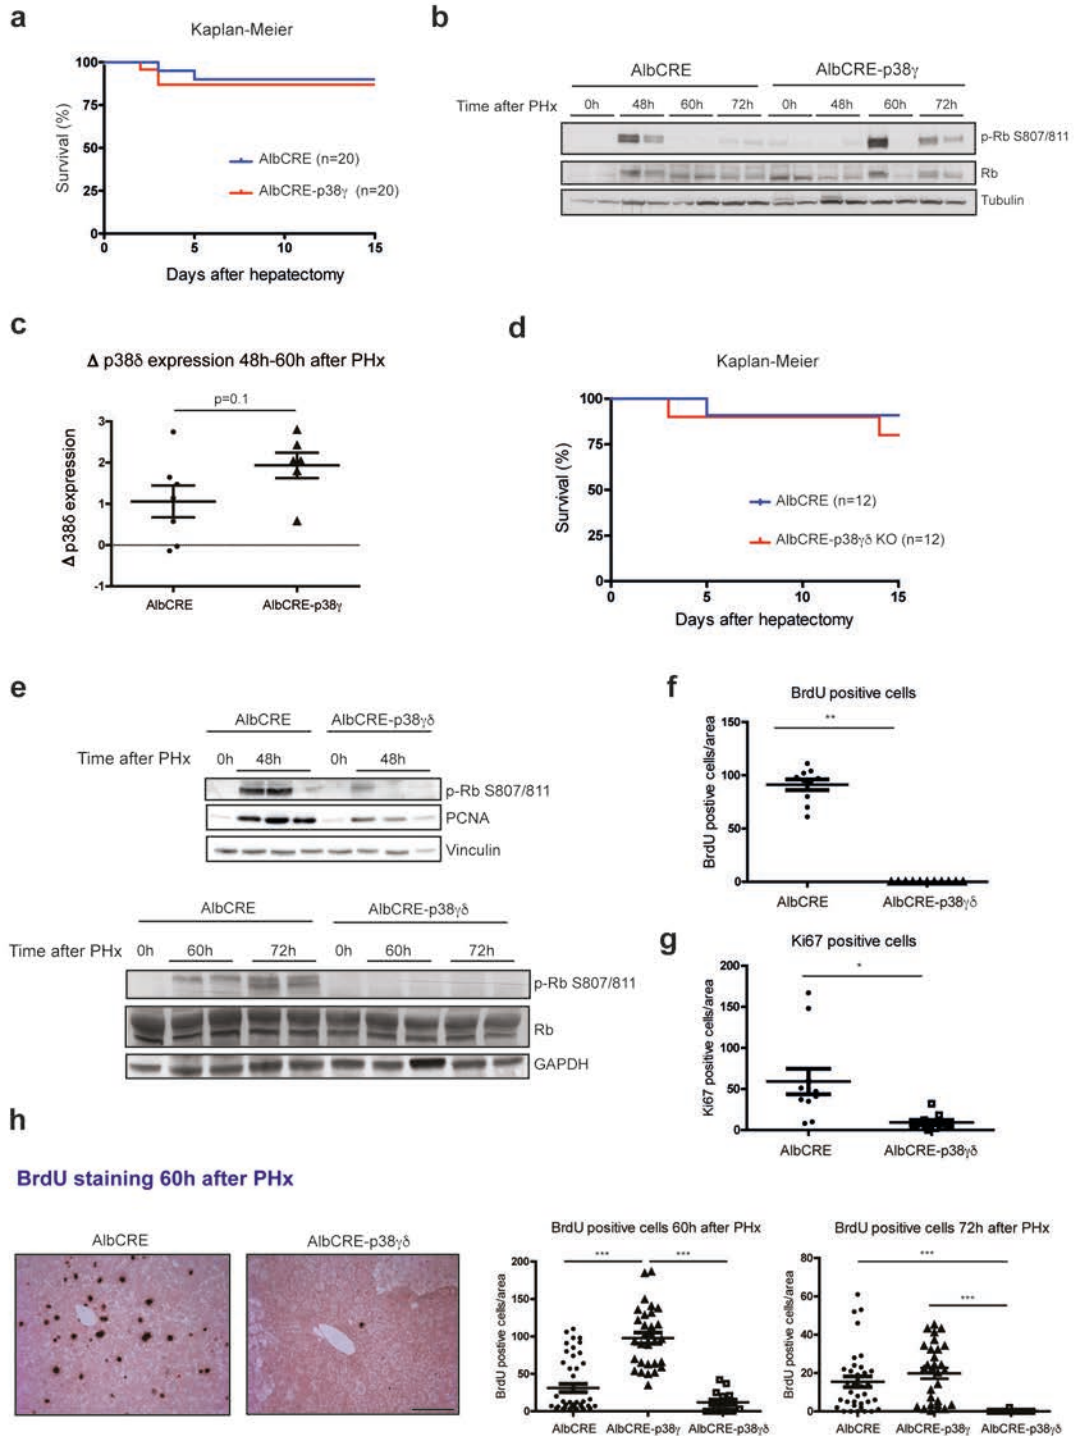 a
Kaplan-Meier
Survival (%)
100
75
50
25
0
0 5 10 15
AlbCRE (n=20)
AlbCRE-p38γ (n=20)
Days after hepatectomy
b
AlbCRE AlbCRE-p38γ
Time after PHx 0h 48h 60h 72h 0h 48h 60h 72h
p-Rb S807/811
Rb
Tubulin
c
Δ p38δ expression 48h-60h after PHx
p=0.1
Δ p38δ expression
3
2
1
0
-1
AlbCRE AlbCRE-p38γ
d
Kaplan-Meier
Survival (%)
100
75
50
25
0
0 5 10 15
AlbCRE (n=12)
AlbCRE-p38γδ KO (n=12)
Days after hepatectomy
e
AlbCRE AlbCRE-p38γδ
Time after PHx 0h 48h 0h 48h
p-Rb S807/811
PCNA
Vinculin
AlbCRE AlbCRE-p38γδ
Time after PHx 0h 60h 72h 0h 60h 72h
p-Rb S807/811
Rb
GAPDH
f
BrdU positive cells
BrdU postive cells/area
150
100
50
0
**
AlbCRE AlbCRE-p38γδ
g
Ki67 positive cells
Ki67 positive cells/area
200
150
100
50
0
*
AlbCRE AlbCRE-p38γδ
h
BrdU staining 60h after PHx
AlbCRE AlbCRE-p38γδ
BrdU positive cells 60h after PHx
BrdU postive cells/area
200
150
100
50
0
*** ***
AlbCRE AlbCRE-p38γ AlbCRE-p38γδ
BrdU positive cells 72h after PHx
BrdU postive cells/area
80
60
40
20
0
***
***
AlbCRE AlbCRE-p38γ AlbCRE-p38γδ